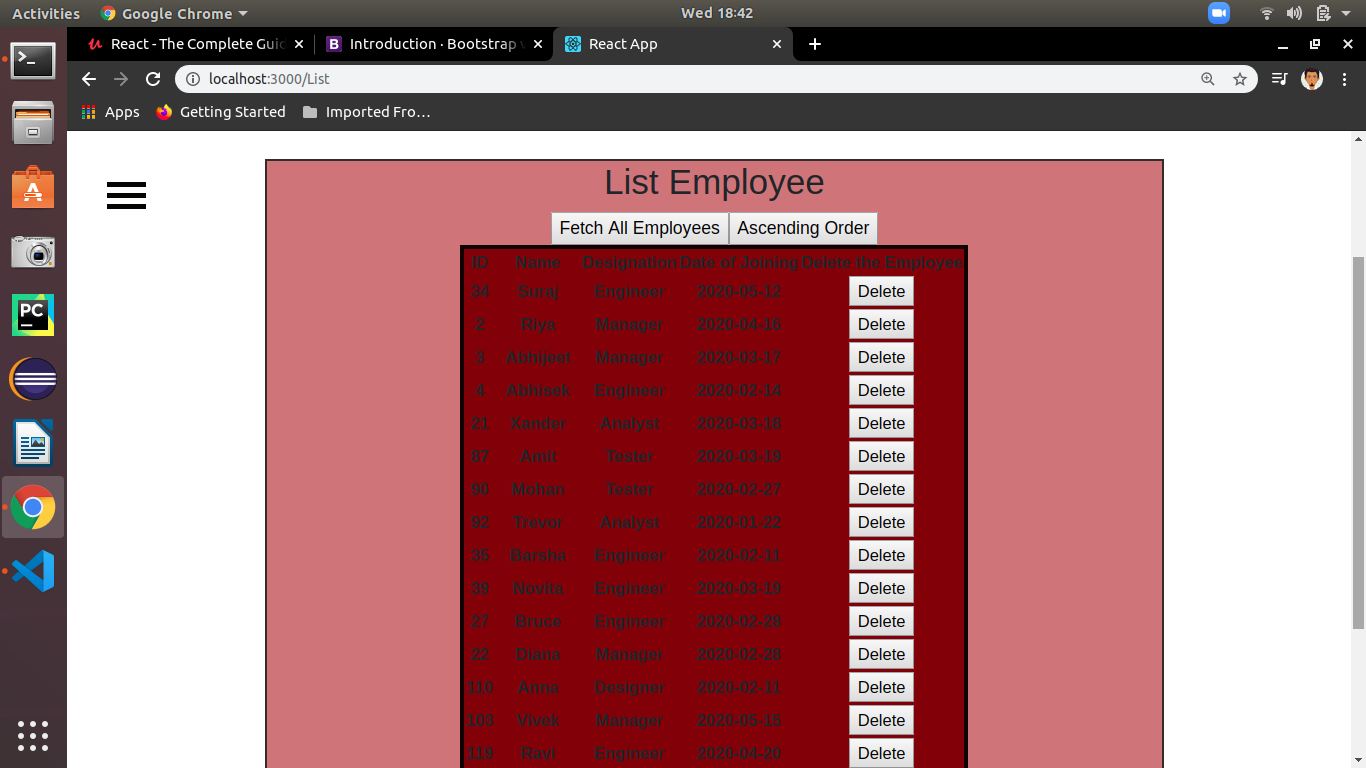 Activities Google Chrome Wed 18:42
React - The Complete Guid Introduction · Bootstrap v React App
localhost:3000/List
Apps Getting Started Imported Fro…
List Employee
Fetch All Employees Ascending Order
ID Name Designation Date of Joining Delete the Employee
34 Suraj Engineer 2020-05-12 Delete
2 Riya Manager 2020-04-16 Delete
3 Abhijeet Manager 2020-03-17 Delete
4 Abhisek Engineer 2020-02-14 Delete
21 Xander Analyst 2020-03-18 Delete
87 Amit Tester 2020-03-19 Delete
90 Mohan Tester 2020-02-27 Delete
92 Trevor Analyst 2020-01-22 Delete
35 Barsha Engineer 2020-02-11 Delete
39 Novita Engineer 2020-03-19 Delete
27 Bruce Engineer 2020-02-28 Delete
22 Diana Manager 2020-02-28 Delete
110 Anna Designer 2020-02-11 Delete
103 Vivek Manager 2020-05-15 Delete
119 Ravi Engineer 2020-04-20 Delete
PC